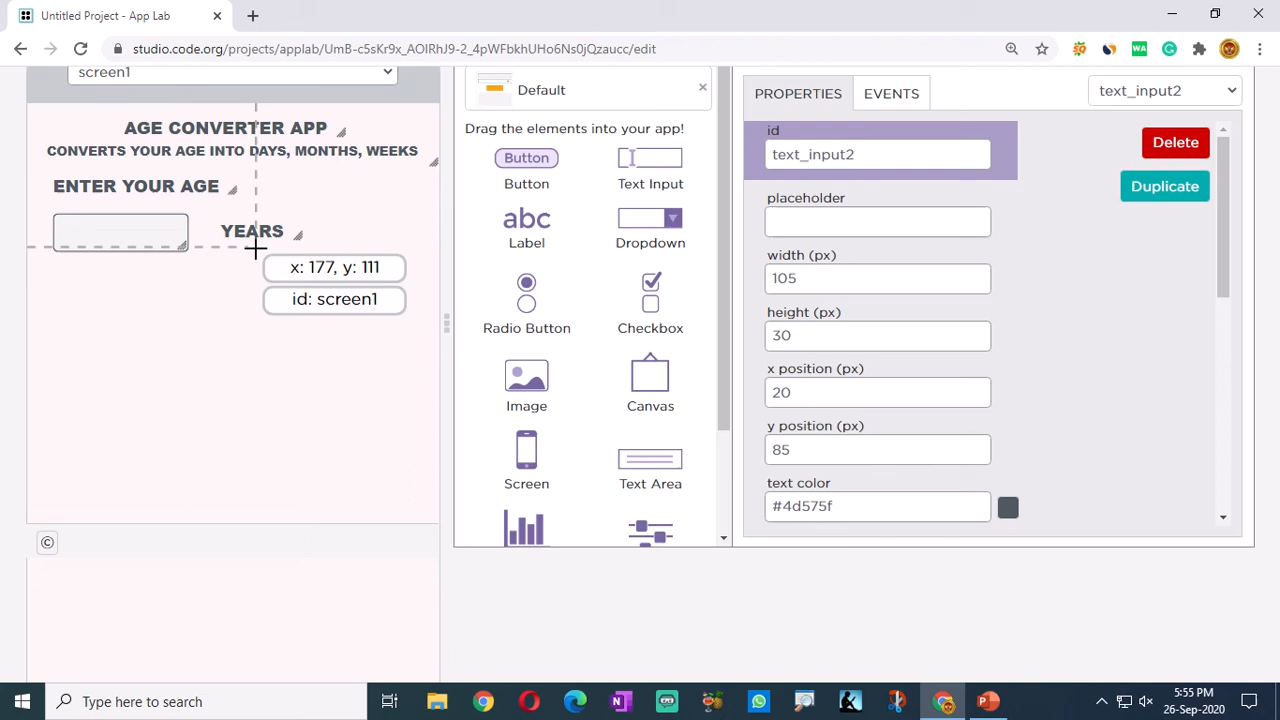 Untitled Project - App Lab
studio.code.org/projects/applab/UmB-c5sKr9x_AOlRhJ9-2_4pWFbkhUHo6Ns0jQzaucc/edit
screen1
AGE CONVERTER APP
CONVERTS YOUR AGE INTO DAYS, MONTHS, WEEKS
ENTER YOUR AGE
YEARS
x: 177, y: 111
id: screen1
©
Default
Drag the elements into your app!
Button
Button
Text Input
abc
Label
Dropdown
Radio Button
Checkbox
Image
Canvas
Screen
Text Area
PROPERTIES
EVENTS
text_input2
id
text_input2
Delete
Duplicate
placeholder
width (px)
105
height (px)
30
x position (px)
20
y position (px)
85
text color
#4d575f
Type here to search
WA
5:55 PM
26-Sep-2020